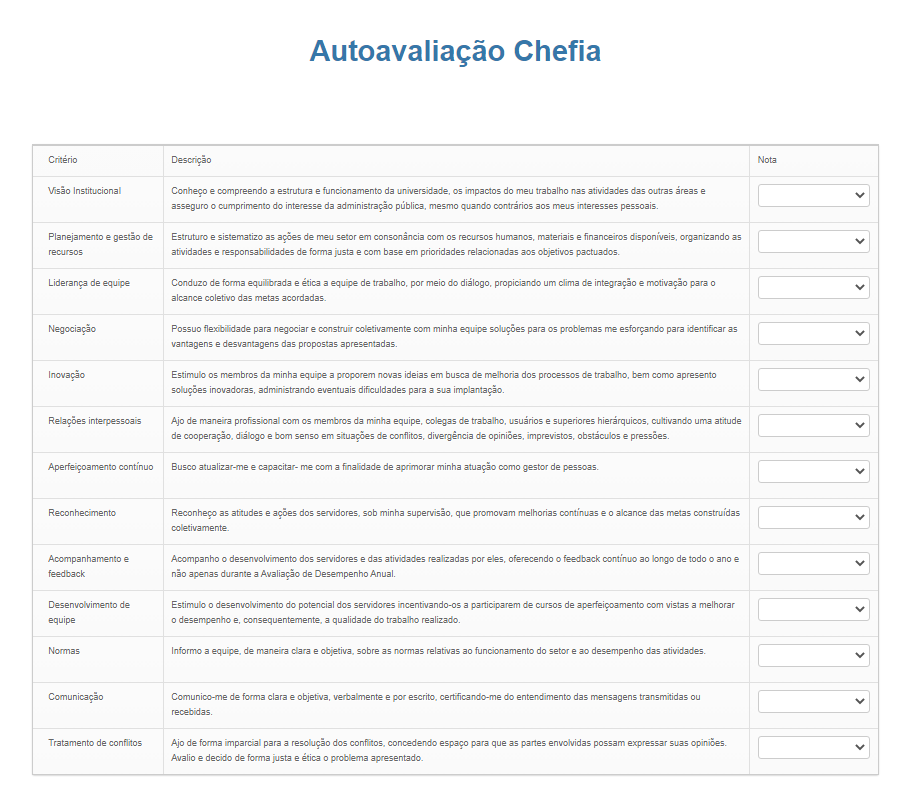 Autoavaliação Chefia
Critério
Descrição
Nota
Visão Institucional
Conheço e compreendo a estrutura e funcionamento da universidade, os impactos do meu trabalho nas atividades das outras áreas e
asseguro o cumprimento do interesse da administração pública, mesmo quando contrários aos meus interesses pessoais.
Planejamento e gestão de
recursos
Estruturo e sistematizo as ações de meu setor em consonância com os recursos humanos, materiais e financeiros disponíveis, organizando as
atividades e responsabilidades de forma justa e com base em prioridades relacionadas aos objetivos pactuados.
Liderança de equipe
Conduzo de forma equilibrada e ética a equipe de trabalho, por meio do diálogo, propiciando um clima de integração e motivação para o
alcance coletivo das metas acordadas.
Negociação
Possuo flexibilidade para negociar e construir coletivamente com minha equipe soluções para os problemas me esforçando para identificar as
vantagens e desvantagens das propostas apresentadas.
Inovação
Estimulo os membros da minha equipe a proporem novas ideias em busca de melhoria dos processos de trabalho, bem como apresento
soluções inovadoras, administrando eventuais dificuldades para a sua implantação.
Relações interpessoais
Ajo de maneira profissional com os membros da minha equipe, colegas de trabalho, usuários e superiores hierárquicos, cultivando uma atitude
de cooperação, diálogo e bom senso em situações de conflitos, divergência de opiniões, imprevistos, obstáculos e pressões.
Aperfeiçoamento contínuo
Busco atualizar-me e capacitar- me com a finalidade de aprimorar minha atuação como gestor de pessoas.
Reconhecimento
Reconheço as atitudes e ações dos servidores, sob minha supervisão, que promovam melhorias contínuas e o alcance das metas construídas
coletivamente.
Acompanhamento e
feedback
Acompanho o desenvolvimento dos servidores e das atividades realizadas por eles, oferecendo o feedback contínuo ao longo de todo o ano e
não apenas durante a Avaliação de Desempenho Anual.
Desenvolvimento de
equipe
Estimulo o desenvolvimento do potencial dos servidores incentivando-os a participarem de cursos de aperfeiçoamento com vistas a melhorar
o desempenho e, consequentemente, a qualidade do trabalho realizado.
Normas
Informo a equipe, de maneira clara e objetiva, sobre as normas relativas ao funcionamento do setor e ao desempenho das atividades.
Comunicação
Comunico-me de forma clara e objetiva, verbalmente e por escrito, certificando-me do entendimento das mensagens transmitidas ou
recebidas.
Tratamento de conflitos
Ajo de forma imparcial para a resolução dos conflitos, concedendo espaço para que as partes envolvidas possam expressar suas opiniões.
Avalio e decido de forma justa e ética o problema apresentado.